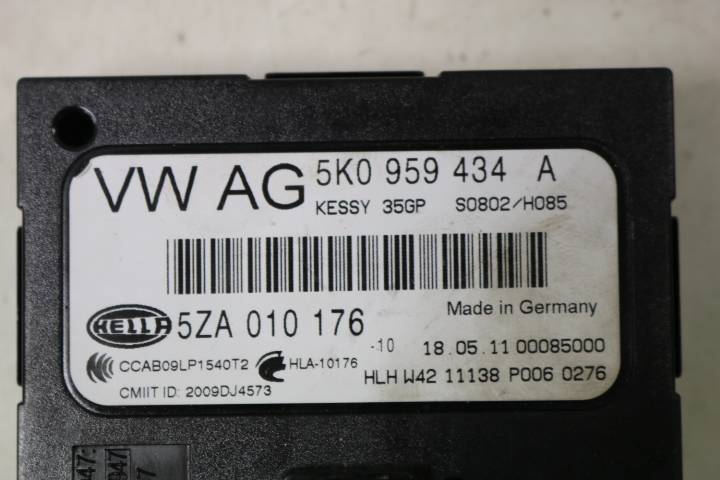 VW AG 5K0 959 434 A
KESSY 35GP S0802/H085
HELLA 5ZA 010 176
-10
Made in Germany
18.05.11 00085000
CCAB09LP1540T2 HLA-10176
HLH W42 11138 P006 0276
CMIIT ID: 2009DJ4573